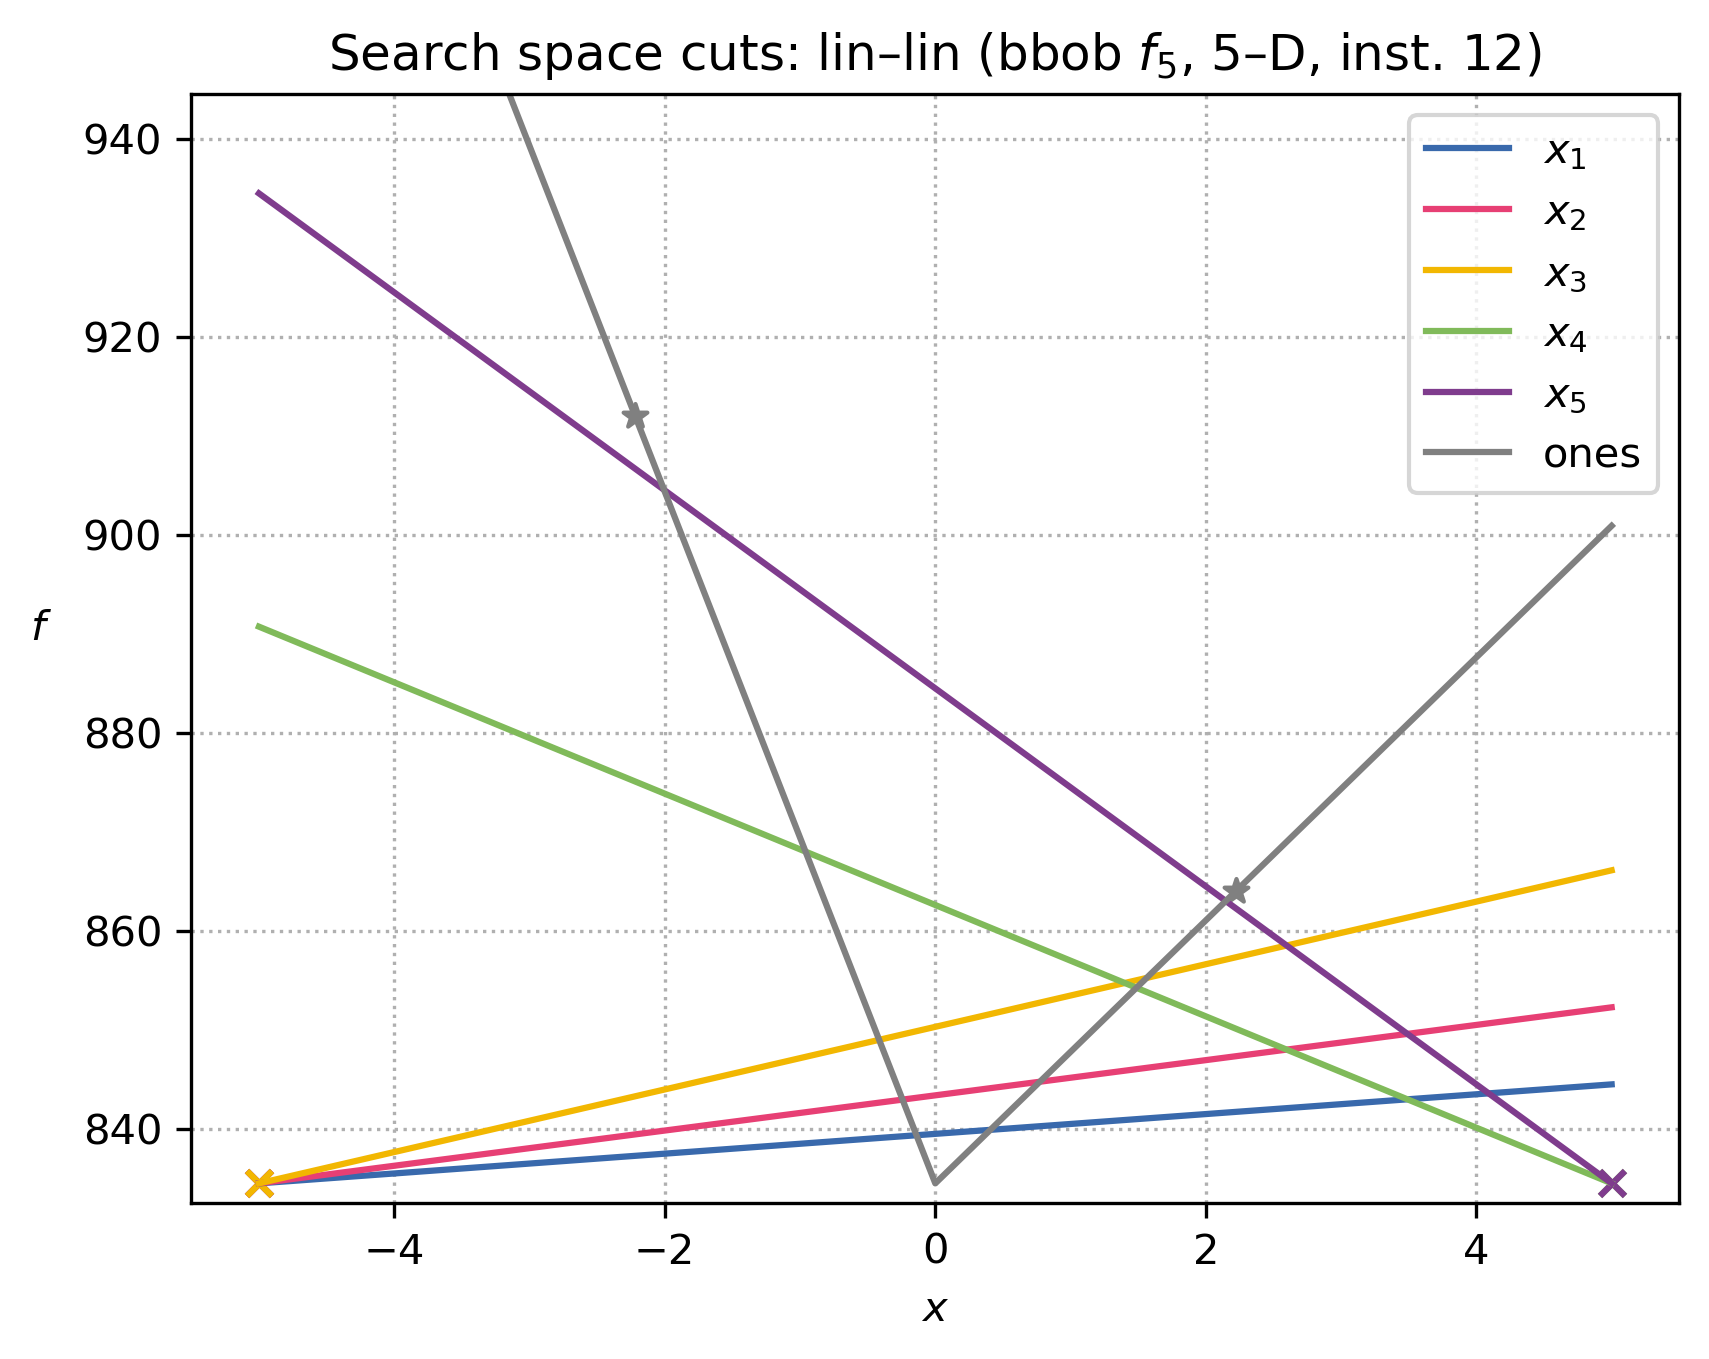 Search space cuts: lin–lin (bbob f₅, 5–D, inst. 12)
940
920
900
880
860
840
f
x₁
x₂
x₃
x₄
x₅
ones
−4 −2 0 2 4
x